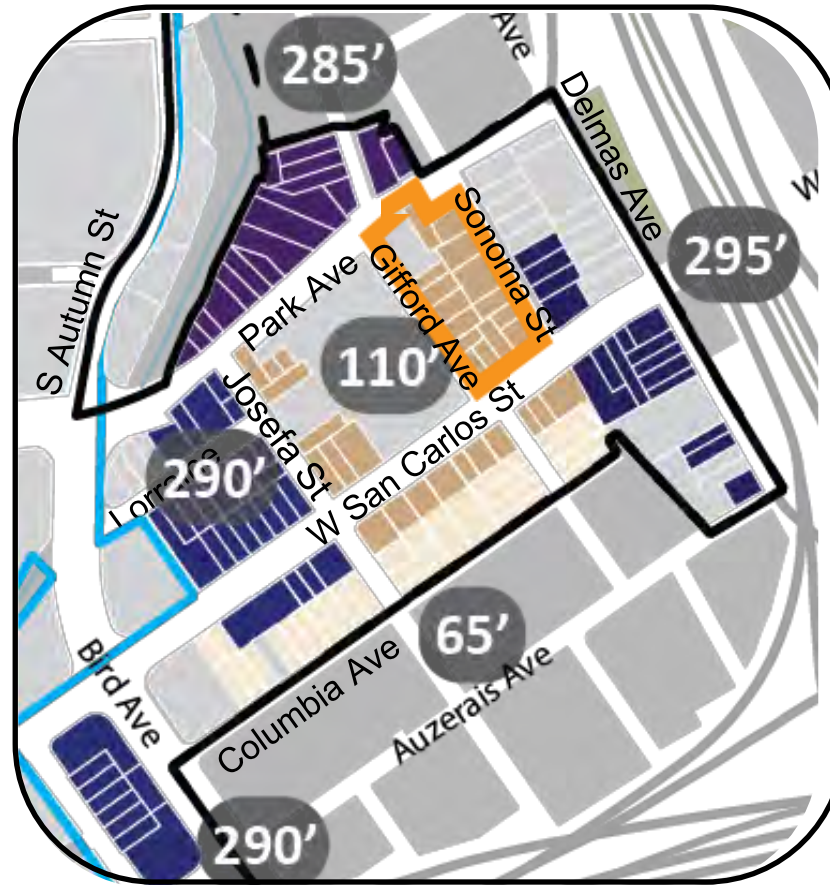 Ave
285'
Delmas Ave
S Autumn St
Sonoma St
W
295'
Park Ave
Gifford Ave
110'
Josefa St
W San Carlos St
290'
65'
Bird Ave
Columbia Ave
Auzerais Ave
290'